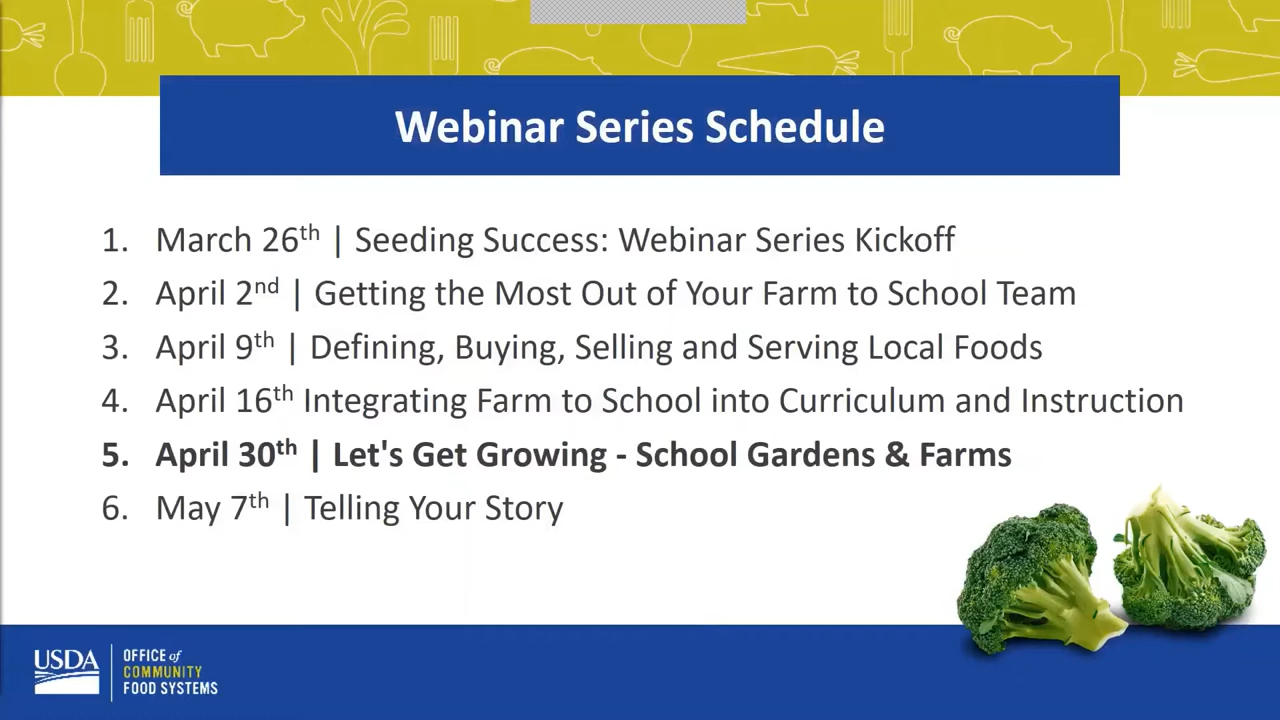 Webinar Series Schedule
1. March 26th | Seeding Success: Webinar Series Kickoff
2. April 2nd | Getting the Most Out of Your Farm to School Team
3. April 9th | Defining, Buying, Selling and Serving Local Foods
4. April 16th Integrating Farm to School into Curriculum and Instruction
5. April 30th | Let's Get Growing - School Gardens & Farms
6. May 7th | Telling Your Story
USDA
OFFICE of
COMMUNITY
FOOD SYSTEMS